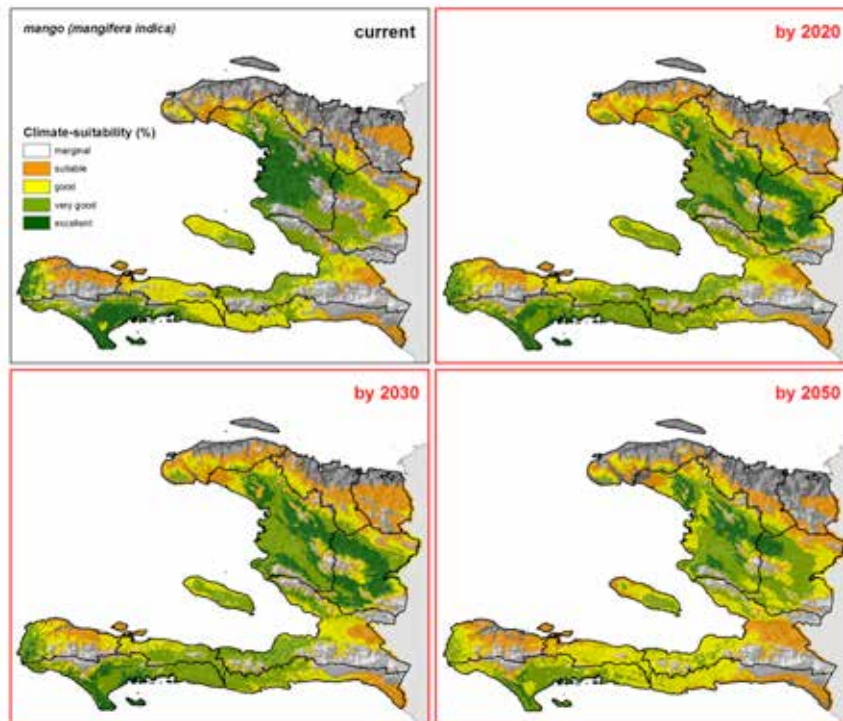 mango (mangifera indica)
current
Climate-suitability (%)
marginal
suitable
good
very good
excellent
by 2020
by 2030
by 2050